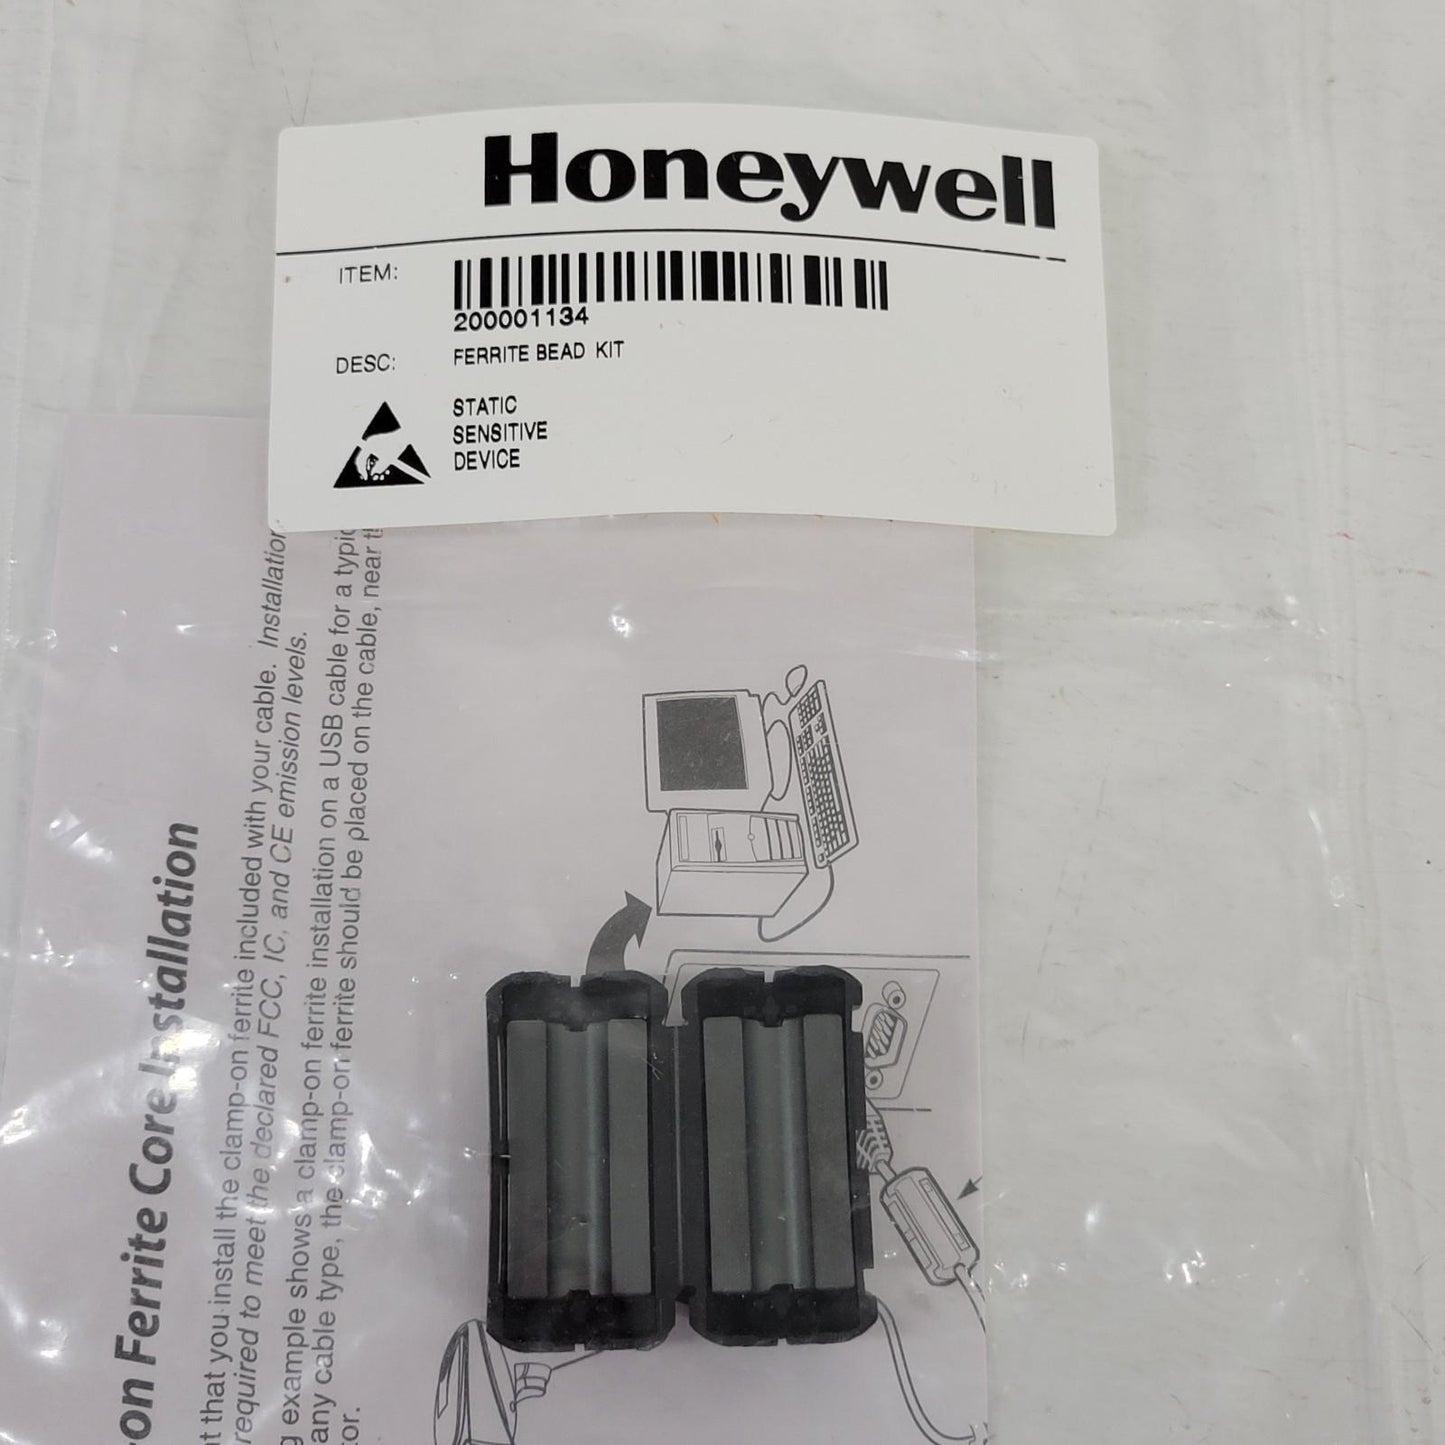 Honeywell
ITEM:
200001134
DESC: FERRITE BEAD KIT
STATIC
SENSITIVE
DEVICE
-on Ferrite Core Installation
that you install the clamp-on ferrite included with your cable. Installation
required to meet the declared FCC, IC, and CE emission levels.
example shows a clamp-on ferrite installation on a USB cable for a
any cable type, the clamp-on ferrite should be placed on the cable, near